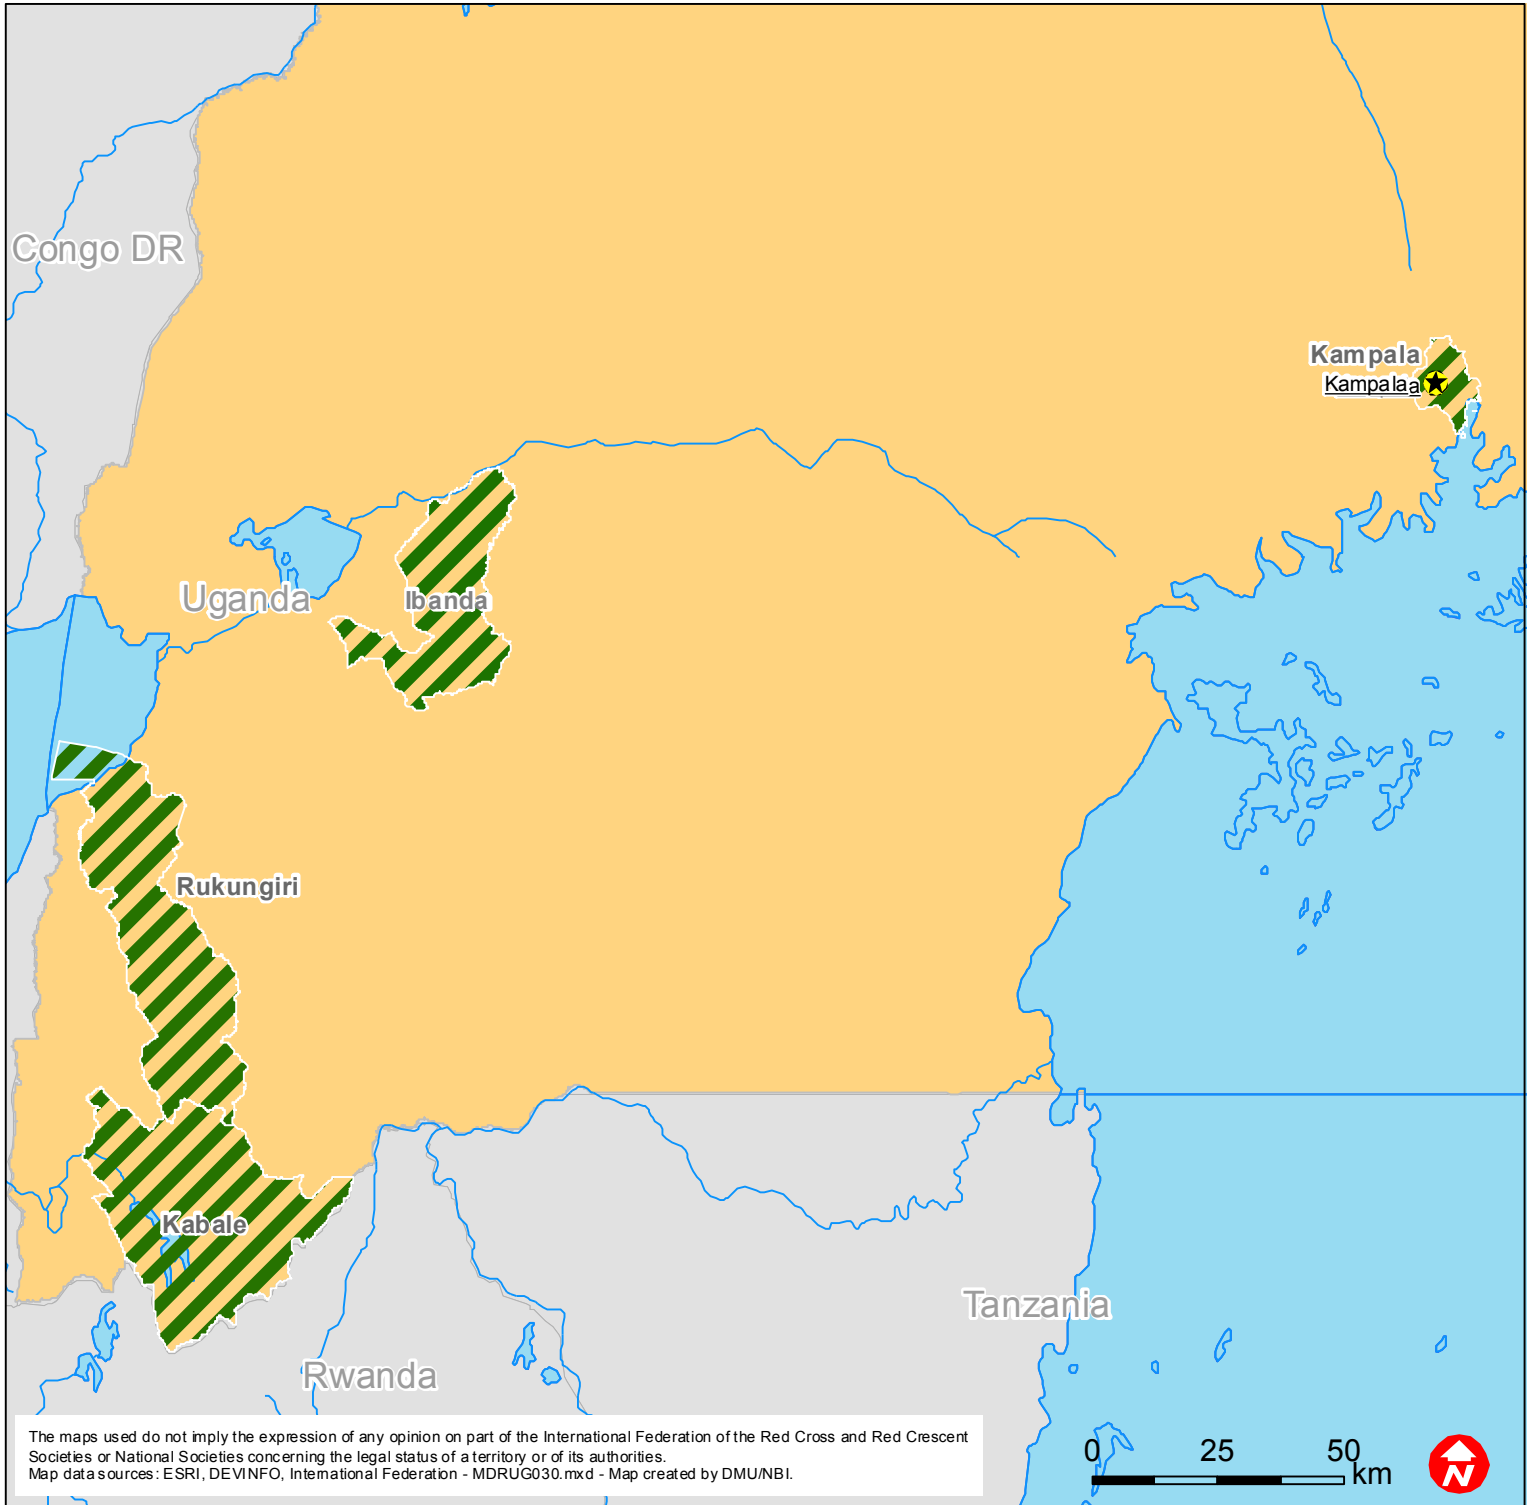 Congo DR
Kampala
Kampalaa
Uganda
Ibanda
Rukungiri
Kabale
Tanzania
Rwanda
The maps used do not imply the expression of any opinion on part of the International Federation of the Red Cross and Red Crescent
Societies or National Societies concerning the legal status of a territory or of its authorities.
Map data sources: ESRI, DEVINFO, International Federation - MDRUG030.mxd - Map created by DMU/NBI.
0 25 50
km
N